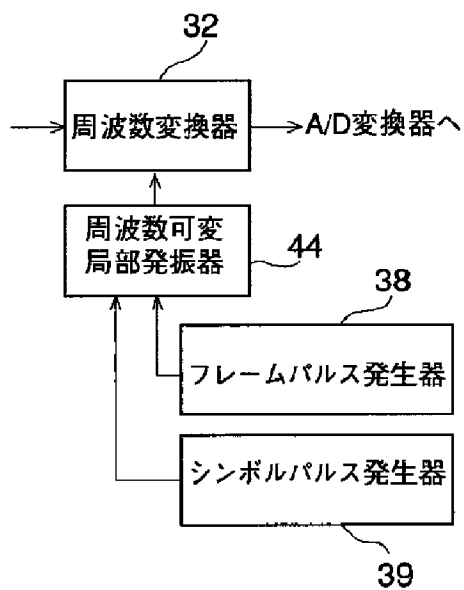 32
周波数変換器
A/D変換器へ
周波数可変
局部発振器
44
38
フレームパルス発生器
シンボルパルス発生器
39